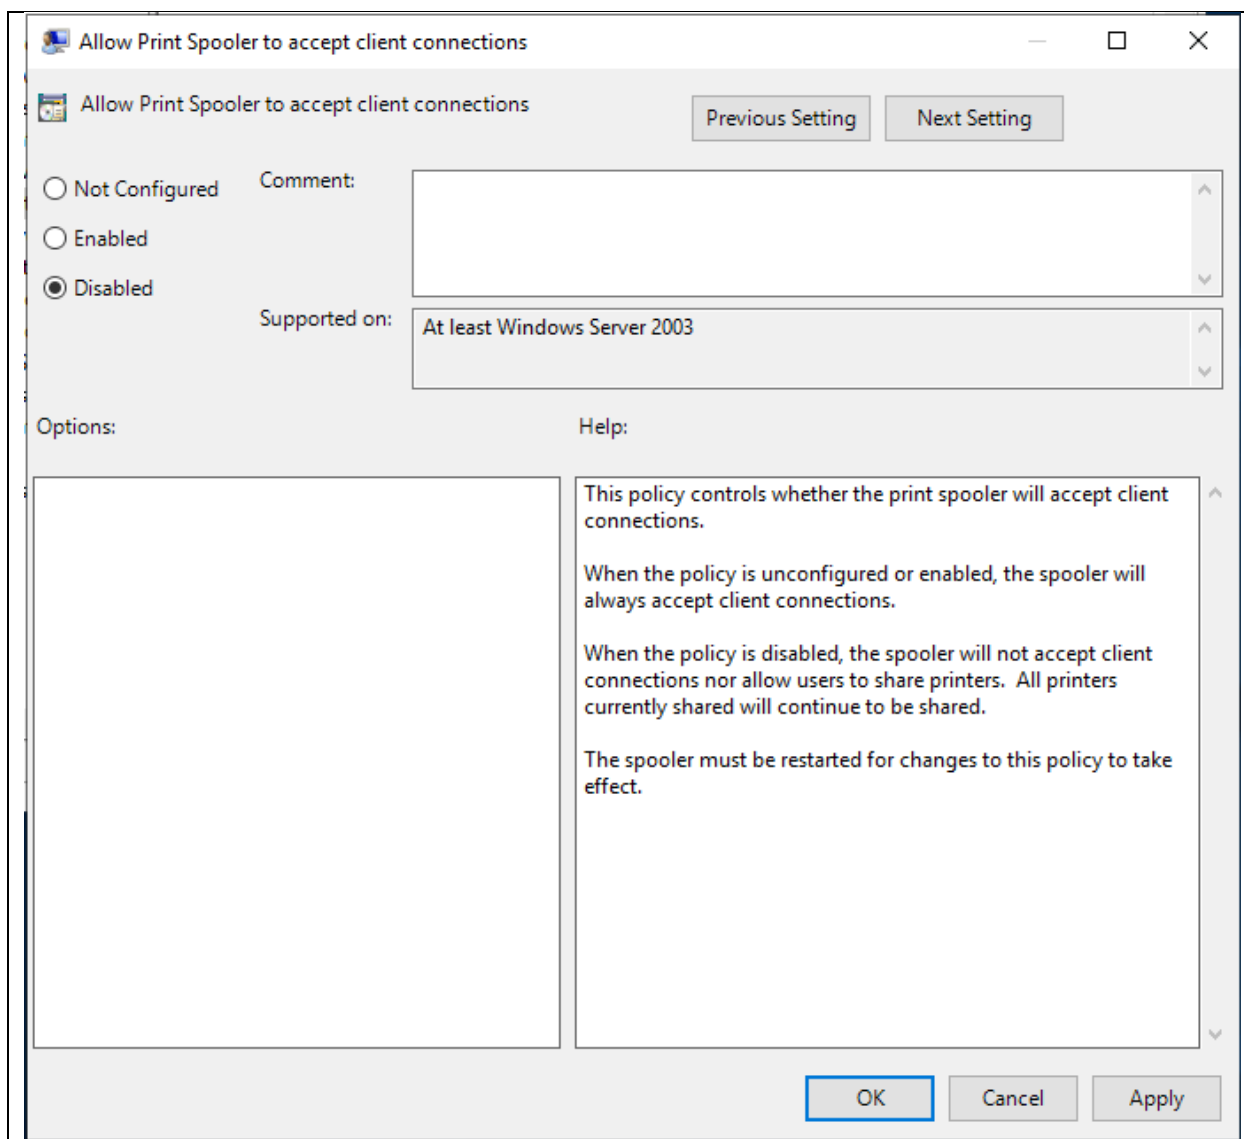 Allow Print Spooler to accept client connections
Allow Print Spooler to accept client connections
Previous Setting
Next Setting
Not Configured
Comment:
Enabled
Disabled
Supported on:
At least Windows Server 2003
Options:
Help:
This policy controls whether the print spooler will accept client
connections.
When the policy is unconfigured or enabled, the spooler will
always accept client connections.
When the policy is disabled, the spooler will not accept client
connections nor allow users to share printers.  All printers
currently shared will continue to be shared.
The spooler must be restarted for changes to this policy to take
effect.
OK
Cancel
Apply